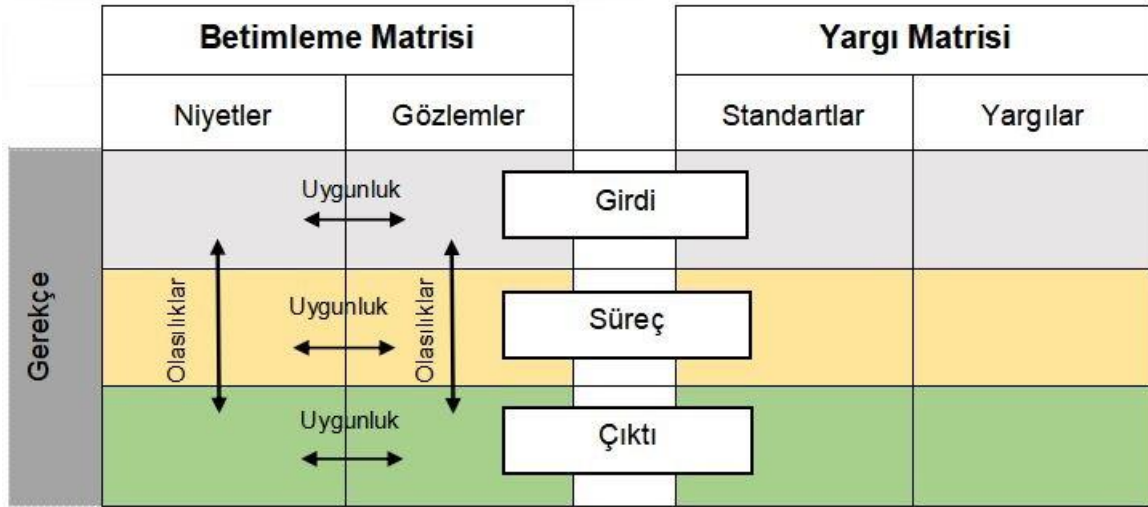 Betimleme Matrisi
Yargı Matrisi
Niyetler
Gözlemler
Standartlar
Yargılar
Gerekçe
Uygunluk
Girdi
Olasılıklar
Uygunluk
Olasılıklar
Süreç
Uygunluk
Çıktı